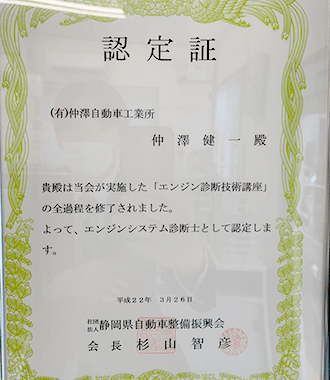 認定証
(有)仲澤自動車工業所
仲澤健一殿
貴殿は当会が実施した「エンジン診断技術講座」
の全過程を修了されました。
よって、エンジンシステム診断士として認定しま
す。
平成22年 3月26日
社団法人 静岡県自動車整備振興会
会長 杉山智彦